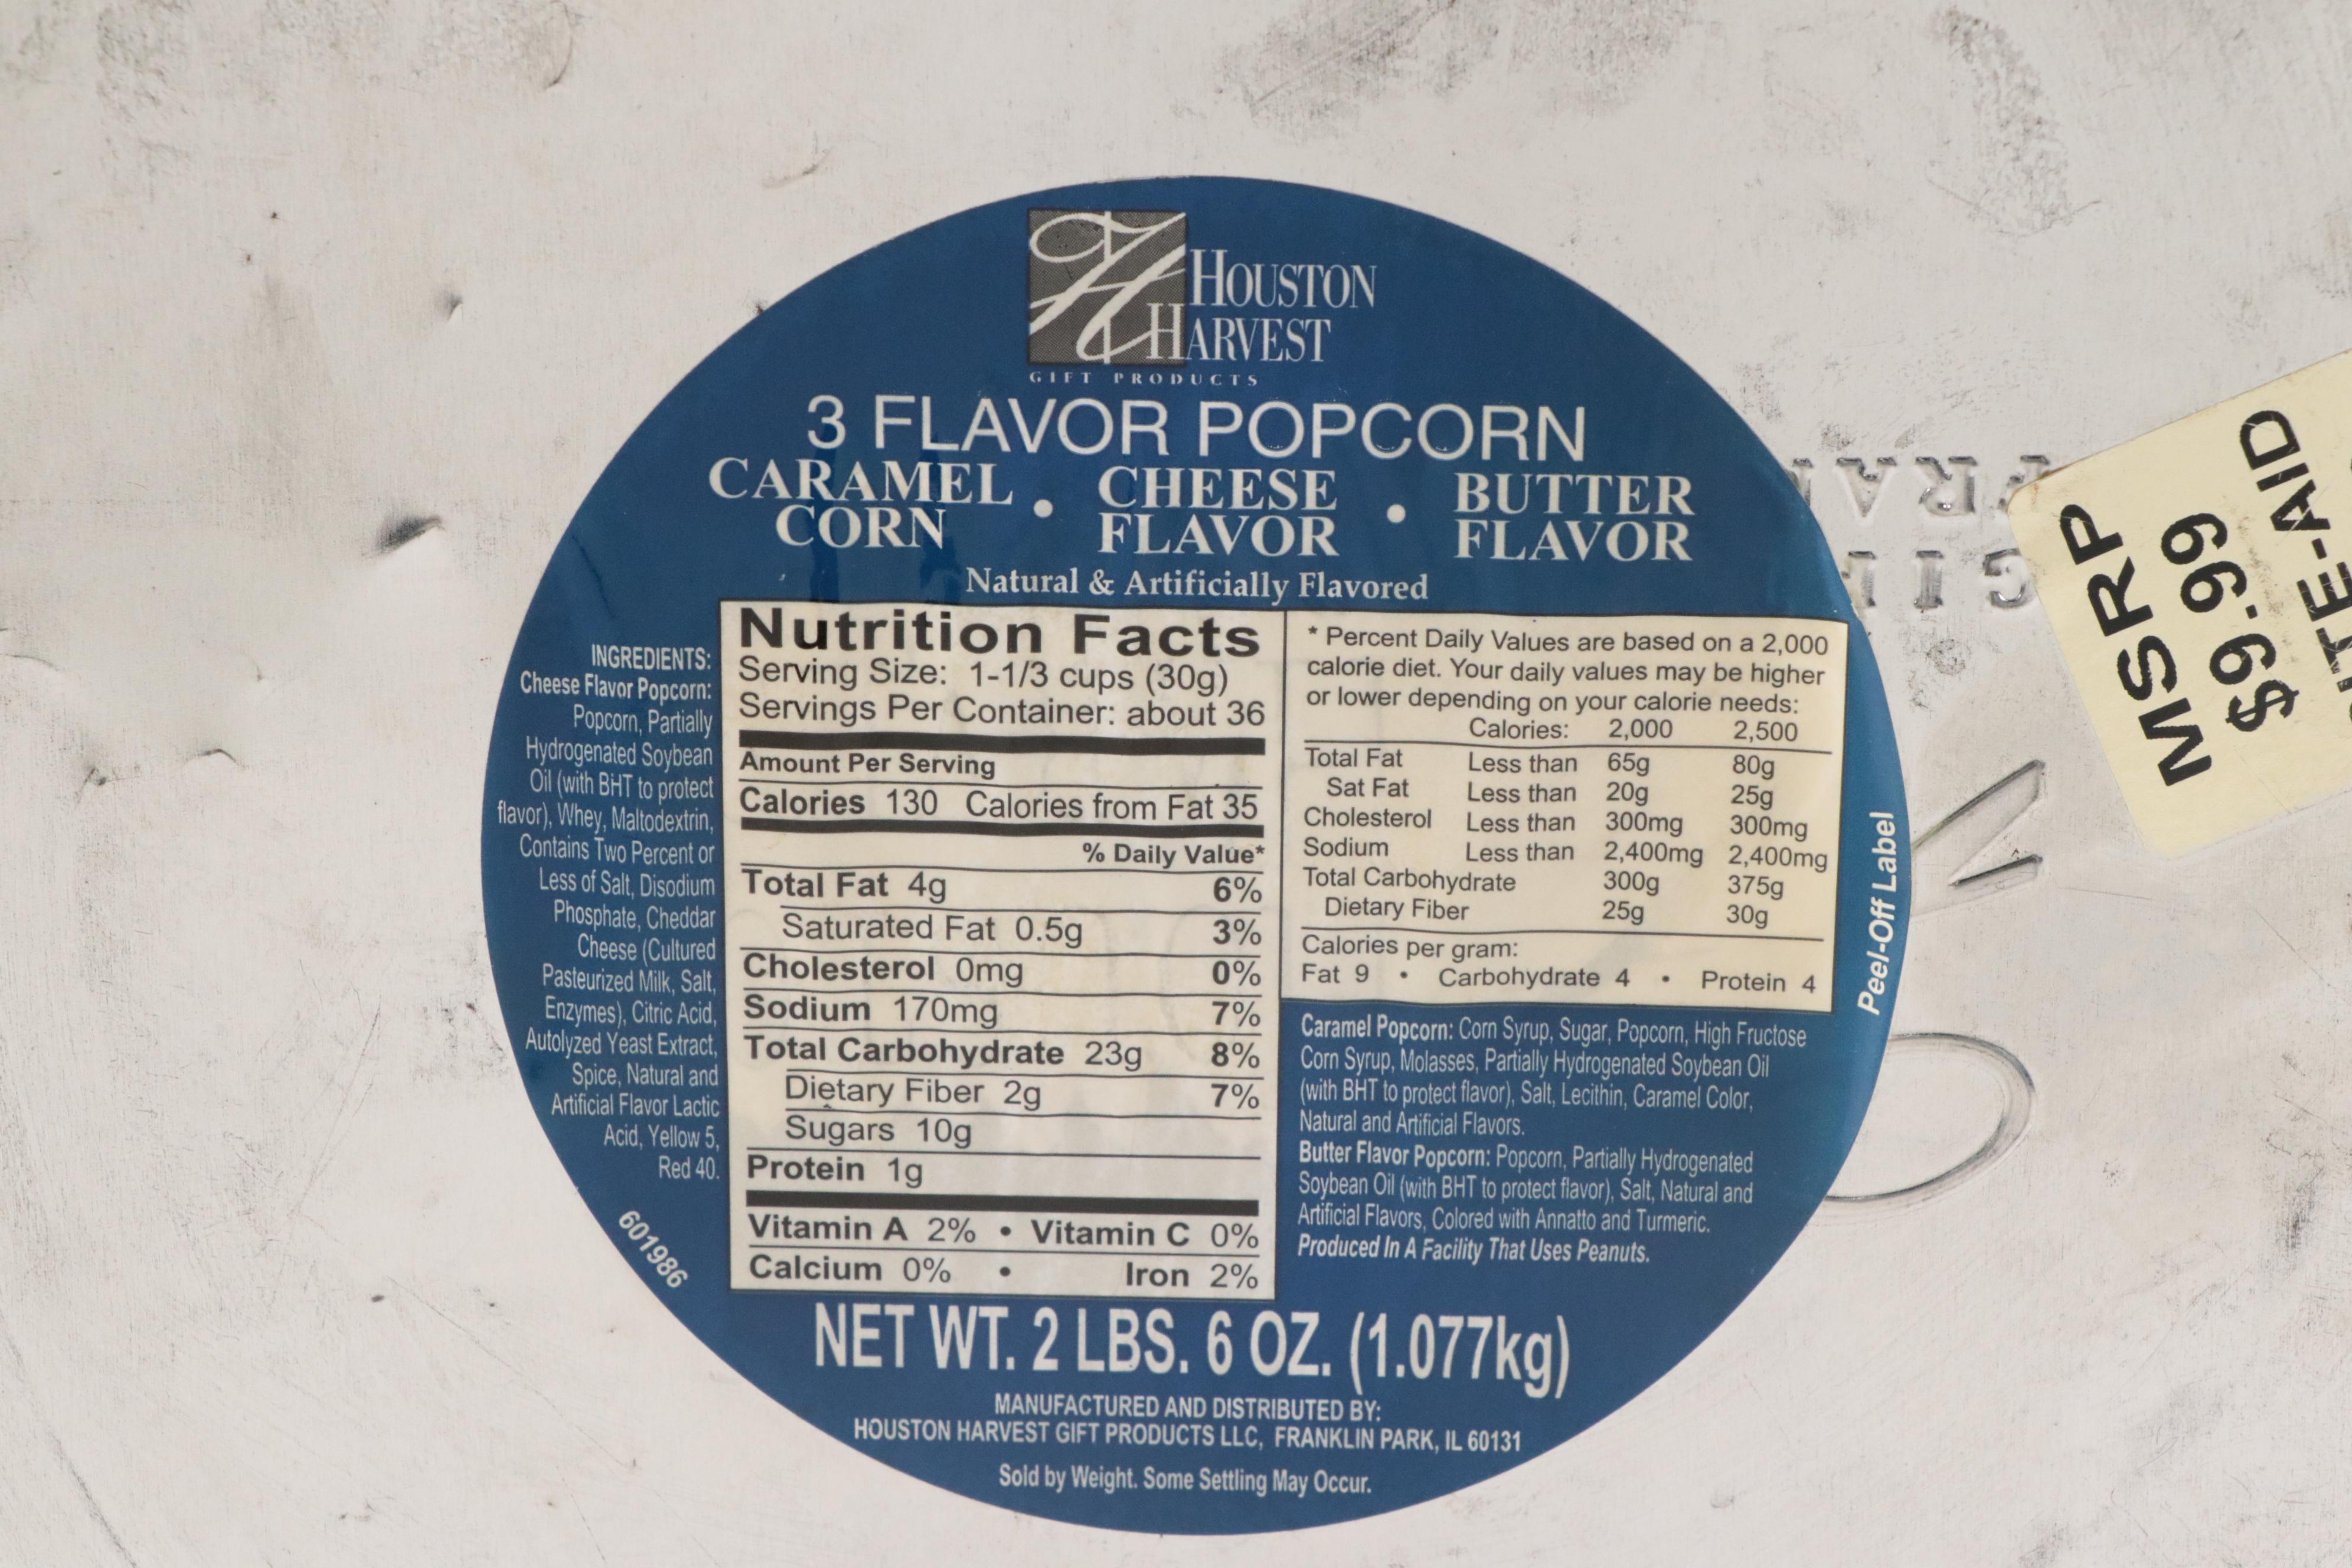 HOUSTON
HARVEST
GIFT PRODUCTS
3 FLAVOR POPCORN
CARAMEL CORN • CHEESE FLAVOR • BUTTER FLAVOR
Natural & Artificially Flavored
INGREDIENTS:
Cheese Flavor Popcorn:
Popcorn, Partially
Hydrogenated Soybean
Oil (with BHT to protect
flavor), Whey, Maltodextrin,
Contains Two Percent or
Less of Salt, Disodium
Phosphate, Cheddar
Cheese (Cultured
Pasteurized Milk, Salt,
Enzymes), Citric Acid,
Autolyzed Yeast Extract,
Spice, Natural and
Artificial Flavor Lactic
Acid, Yellow 5,
Red 40.
601986
Nutrition Facts
Serving Size: 1-1/3 cups (30g)
Servings Per Container: about 36
Amount Per Serving
Calories 130 Calories from Fat 35
% Daily Value*
Total Fat 4g 6%
Saturated Fat 0.5g 3%
Cholesterol 0mg 0%
Sodium 170mg 7%
Total Carbohydrate 23g 8%
Dietary Fiber 2g 7%
Sugars 10g
Protein 1g
Vitamin A 2% • Vitamin C 0%
Calcium 0% • Iron 2%
* Percent Daily Values are based on a 2,000
calorie diet. Your daily values may be higher
or lower depending on your calorie needs:
Calories: 2,000 2,500
Total Fat Less than 65g 80g
Sat Fat Less than 20g 25g
Cholesterol Less than 300mg 300mg
Sodium Less than 2,400mg 2,400mg
Total Carbohydrate 300g 375g
Dietary Fiber 25g 30g
Calories per gram:
Fat 9 • Carbohydrate 4 • Protein 4
Caramel Popcorn: Corn Syrup, Sugar, Popcorn, High Fructose
Corn Syrup, Molasses, Partially Hydrogenated Soybean Oil
(with BHT to protect flavor), Salt, Lecithin, Caramel Color,
Natural and Artificial Flavors.
Butter Flavor Popcorn: Popcorn, Partially Hydrogenated
Soybean Oil (with BHT to protect flavor), Salt, Natural and
Artificial Flavors, Colored with Annatto and Turmeric.
Produced In A Facility That Uses Peanuts.
Peel-Off Label
NET WT. 2 LBS. 6 OZ. (1.077kg)
MANUFACTURED AND DISTRIBUTED BY:
HOUSTON HARVEST GIFT PRODUCTS LLC, FRANKLIN PARK, IL 60131
Sold by Weight. Some Settling May Occur.
MSRP
$9.99
ITE-AID